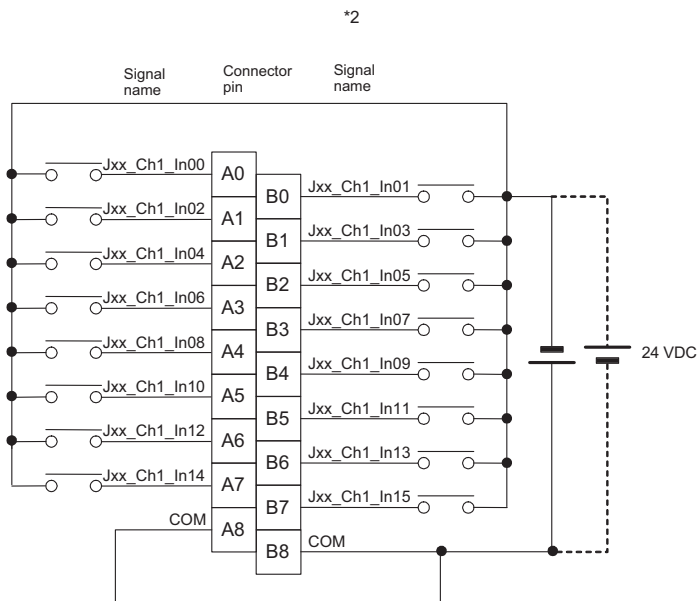 *2
Signal
name
Connector
pin
Signal
name
Jxx_Ch1_In00
A0
B0
Jxx_Ch1_In01
Jxx_Ch1_In02
A1
B1
Jxx_Ch1_In03
Jxx_Ch1_In04
A2
B2
Jxx_Ch1_In05
Jxx_Ch1_In06
A3
B3
Jxx_Ch1_In07
Jxx_Ch1_In08
A4
B4
Jxx_Ch1_In09
Jxx_Ch1_In10
A5
B5
Jxx_Ch1_In11
Jxx_Ch1_In12
A6
B6
Jxx_Ch1_In13
Jxx_Ch1_In14
A7
B7
Jxx_Ch1_In15
COM
A8
B8
COM
24 VDC